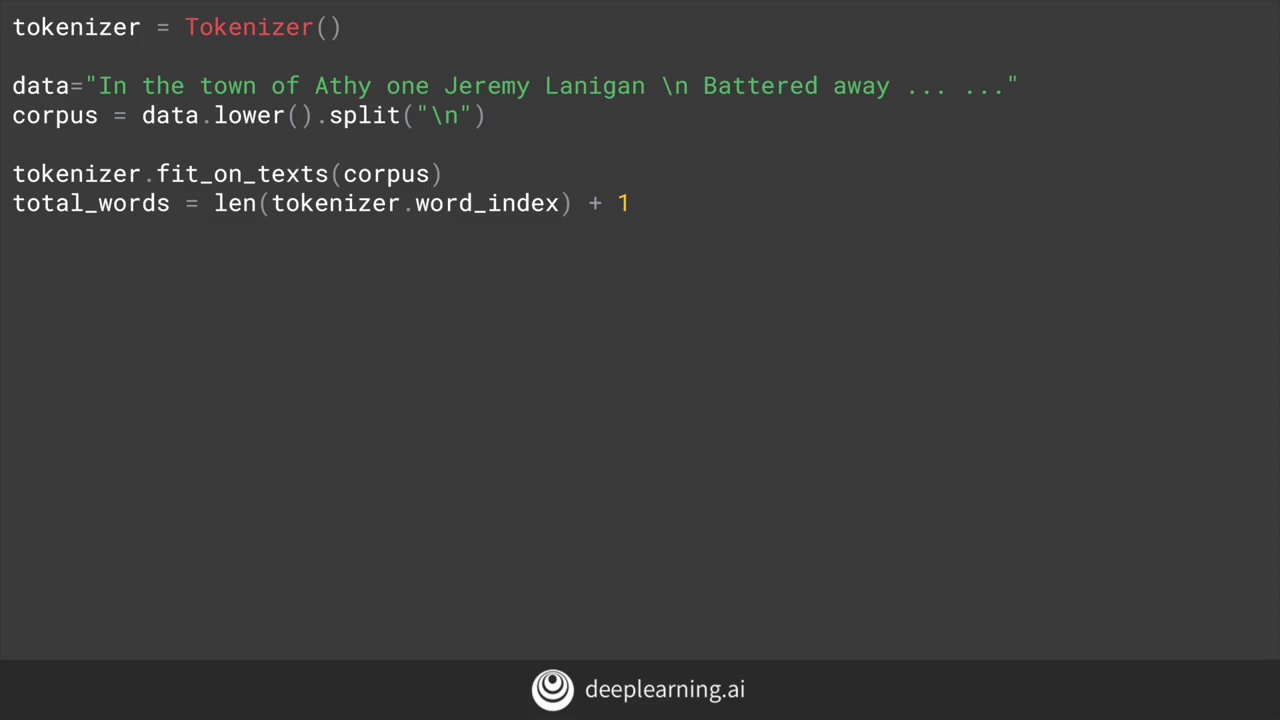 tokenizer = Tokenizer()
data="In the town of Athy one Jeremy Lanigan \n Battered away ... ..."
corpus = data.lower().split("\n")
tokenizer.fit_on_texts(corpus)
total_words = len(tokenizer.word_index) + 1
deeplearning.ai